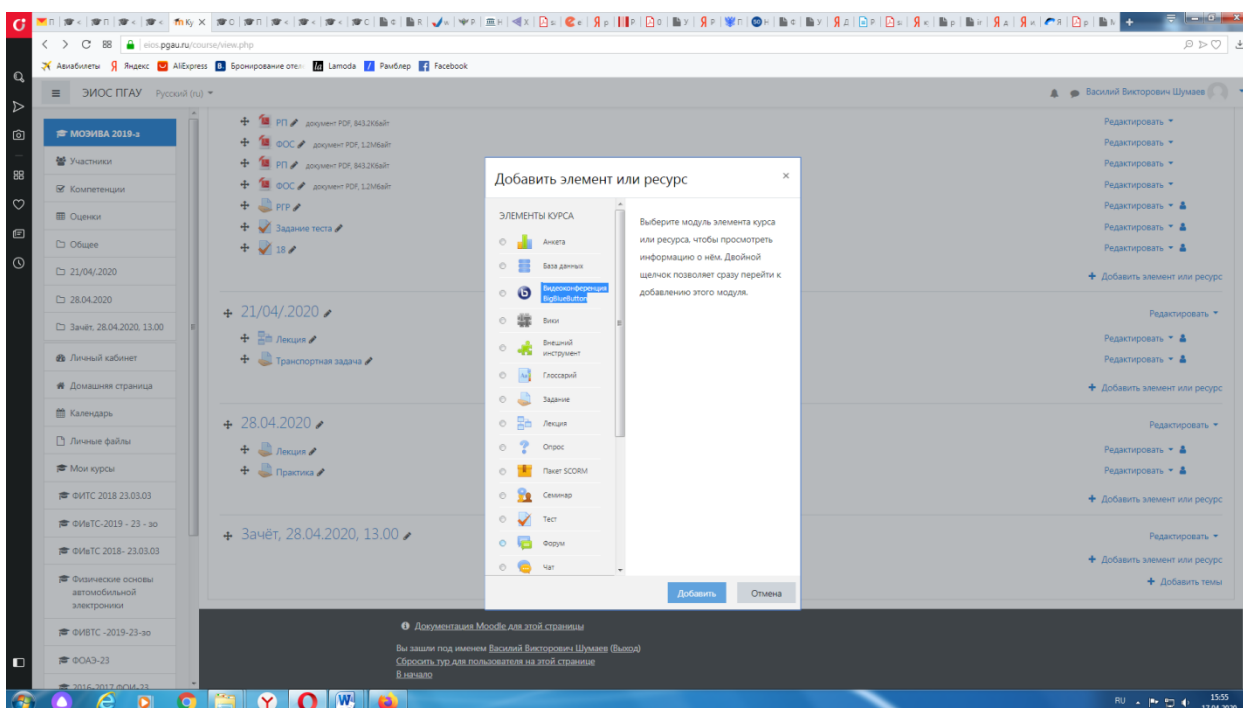 eios.pgau.ru/course/view.php
Авиабилеты Яндекс AliExpress Бронирование отел Lamoda Рамблер Facebook
ЭИОС ПГАУ Русский (ru)
Василий Викторович Шумаев
МОЭИВА 2019-з
Участники
Компетенции
Оценки
Общее
21/04/.2020
28.04.2020
Зачёт, 28.04.2020, 13.00
Личный кабинет
Домашняя страница
Календарь
Личные файлы
Мои курсы
ФИТС 2018 23.03.03
ФИвТС-2019 - 23 - зо
ФИвТС 2018- 23.03.03
Физические основы
автомобильной
электроники
ФИВТС -2019-23-зо
ФОАЭ-23
2016-2017 ФОИ-23
РП документ PDF, 843.2Кбайт
Редактировать
ФОС документ PDF, 1.2Мбайт
Редактировать
РП документ PDF, 843.2Кбайт
Редактировать
ФОС документ PDF, 1.2Мбайт
Редактировать
РГР
Редактировать
Задание теста
Редактировать
18
Редактировать
Добавить элемент или ресурс
21/04/.2020
Редактировать
Лекция
Редактировать
Транспортная задача
Редактировать
Добавить элемент или ресурс
28.04.2020
Редактировать
Лекция
Редактировать
Практика
Редактировать
Добавить элемент или ресурс
Зачёт, 28.04.2020, 13.00
Редактировать
Добавить элемент или ресурс
Добавить темы
Добавить элемент или ресурс
×
ЭЛЕМЕНТЫ КУРСА
Анкета
База данных
Видеоконференция
BigBlueButton
Вики
Внешний
инструмент
Глоссарий
Задание
Лекция
Опрос
Пакет SCORM
Семинар
Тест
Форум
Чат
Выберите модуль элемента курса
или ресурса, чтобы просмотреть
информацию о нём. Двойной
щелчок позволяет сразу перейти к
добавлению этого модуля.
Добавить Отмена
Документация Moodle для этой страницы
Вы зашли под именем Василий Викторович Шумаев (Выход)
Сбросить тур для пользователя на этой странице
В начало
RU
15:55
17.04.2020